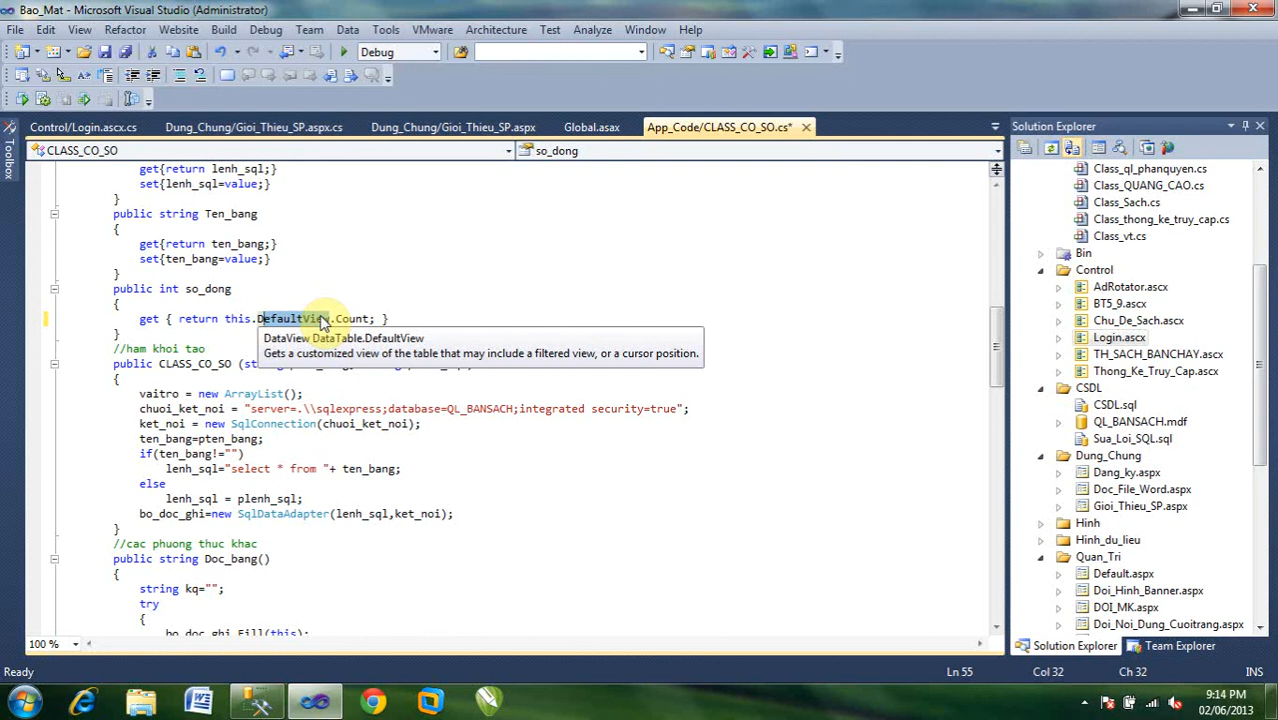 Bao_Mat - Microsoft Visual Studio (Administrator)
File Edit View Refactor Website Build Debug Team Data Tools VMware Architecture Test Analyze Window Help
Debug
Control/Login.ascx.cs Dung_Chung/Gioi_Thieu_SP.aspx.cs Dung_Chung/Gioi_Thieu_SP.aspx Global.asax App_Code/CLASS_CO_SO.cs*
Toolbox
CLASS_CO_SO so_dong
get{return lenh_sql;}
set{lenh_sql=value;}
}
public string Ten_bang
{
get{return ten_bang;}
set{ten_bang=value;}
}
public int so_dong
{
get { return this.DefaultView.Count; }
}
DataView DataTable.DefaultView
Gets a customized view of the table that may include a filtered view, or a cursor position.
//ham khoi tao
public CLASS_CO_SO
{
vaitro = new ArrayList();
chuoi_ket_noi = "server=.\\sqlexpress;database=QL_BANSACH;integrated security=true";
ket_noi = new SqlConnection(chuoi_ket_noi);
ten_bang=pten_bang;
if(ten_bang!="")
lenh_sql="select * from "+ ten_bang;
else
lenh_sql = plenh_sql;
bo_doc_ghi=new SqlDataAdapter(lenh_sql,ket_noi);
}
//cac phuong thuc khac
public string Doc_bang()
{
string kq="";
try
{
bo_doc_ghi.Fill(this);
100 %
Solution Explorer
Class_ql_phanquyen.cs
Class_QUANG_CAO.cs
Class_Sach.cs
Class_thong_ke_truy_cap.cs
Class_vt.cs
Bin
Control
AdRotator.ascx
BT5_9.ascx
Chu_De_Sach.ascx
Login.ascx
TH_SACH_BANCHAY.ascx
Thong_Ke_Truy_Cap.ascx
CSDL
CSDL.sql
QL_BANSACH.mdf
Sua_Loi_SQL.sql
Dung_Chung
Dang_ky.aspx
Doc_File_Word.aspx
Gioi_Thieu_SP.aspx
Hinh
Hinh_du_lieu
Quan_Tri
Default.aspx
Doi_Hinh_Banner.aspx
DOI_MK.aspx
Doi_Noi_Dung_Cuoitrang.aspx
Solution Explorer Team Explorer
Ready Ln 55 Col 32 Ch 32 INS
9:14 PM
02/06/2013